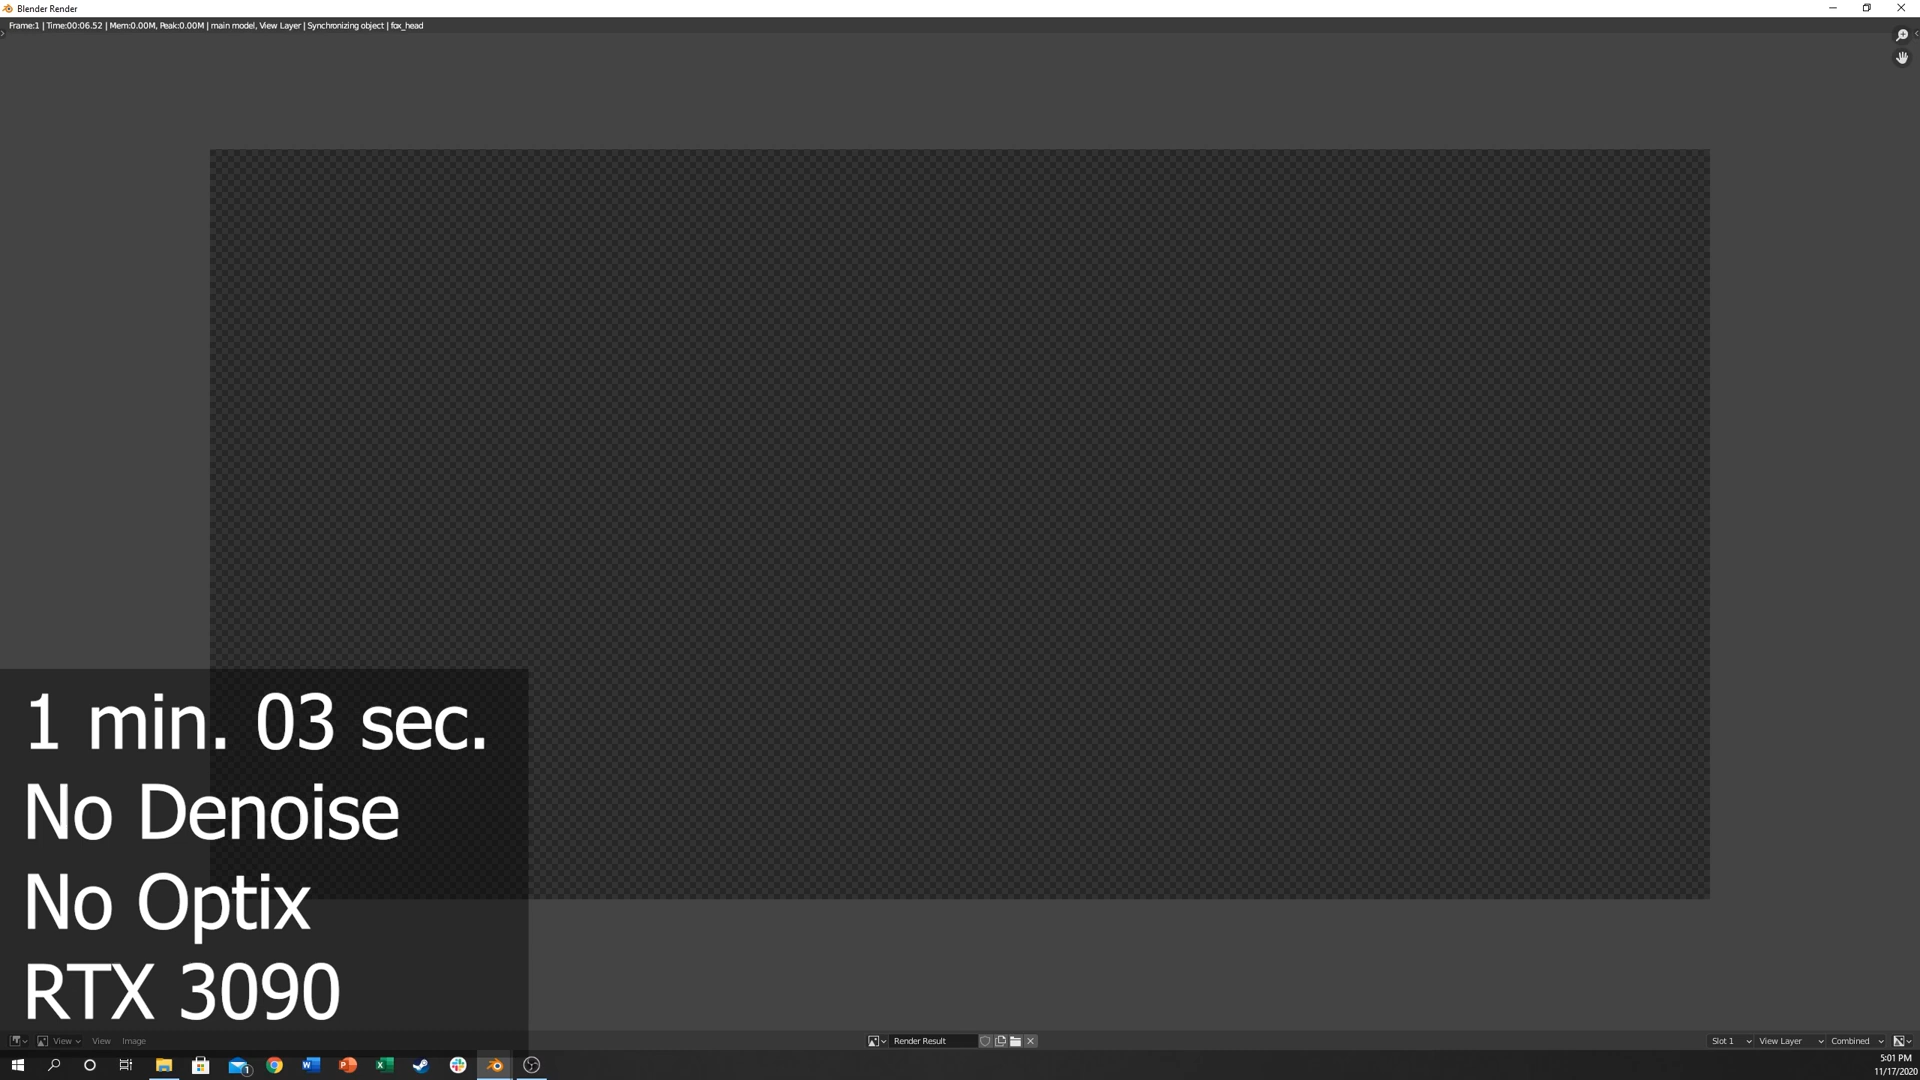 Blender Render
Frame:1 | Time:00:06.52 | Mem:0.00M, Peak:0.00M | main model, View Layer | Synchronizing object | fox_head
1 min. 03 sec.
No Denoise
No Optix
RTX 3090
View View Image Render Result Slot 1 View Layer Combined
1
5:01 PM
11/17/2020